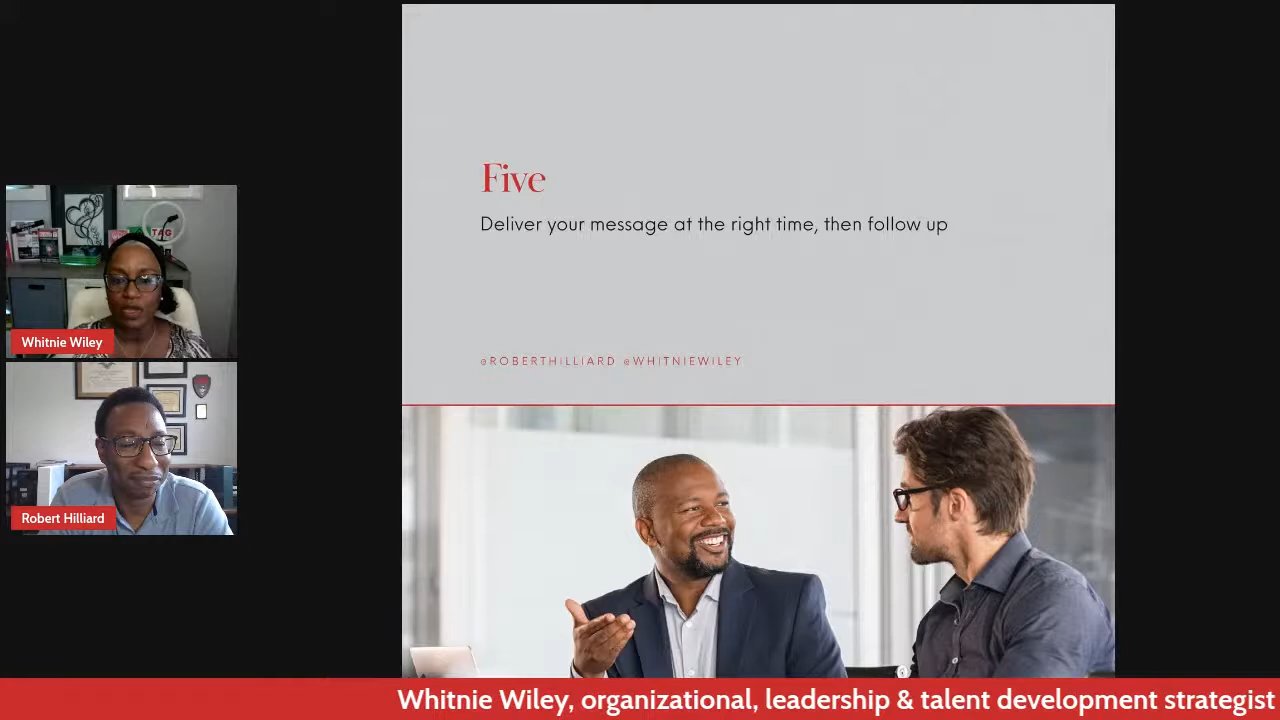 Five
Deliver your message at the right time, then follow up
@ROBERTHILLIARD @WHITNIEWILEY
TAG
Whitnie Wiley
Robert Hilliard
Whitnie Wiley, organizational, leadership & talent development strategist